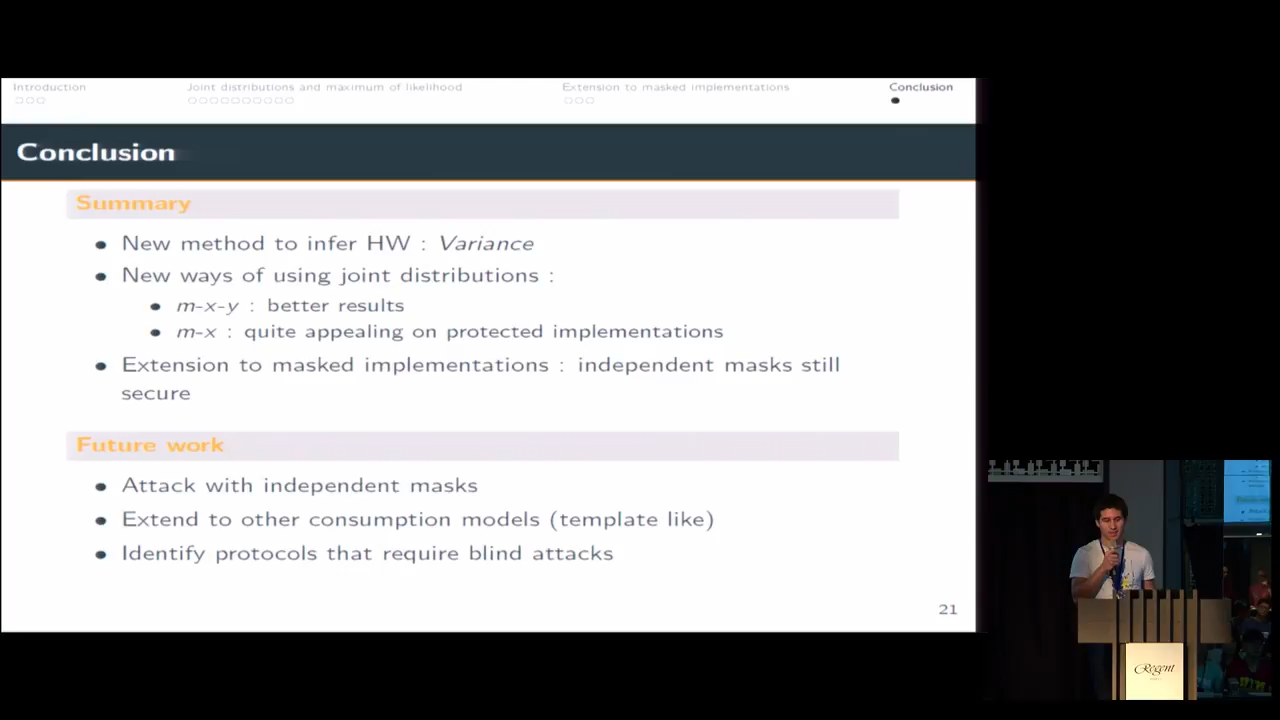 Introduction
Joint distributions and maximum of likelihood
Extension to masked implementations
Conclusion
Conclusion
Summary
• New method to infer HW : Variance
• New ways of using joint distributions :
• m-x-y : better results
• m-x : quite appealing on protected implementations
• Extension to masked implementations : independent masks still
secure
Future work
• Attack with independent masks
• Extend to other consumption models (template like)
• Identify protocols that require blind attacks
21
Regent